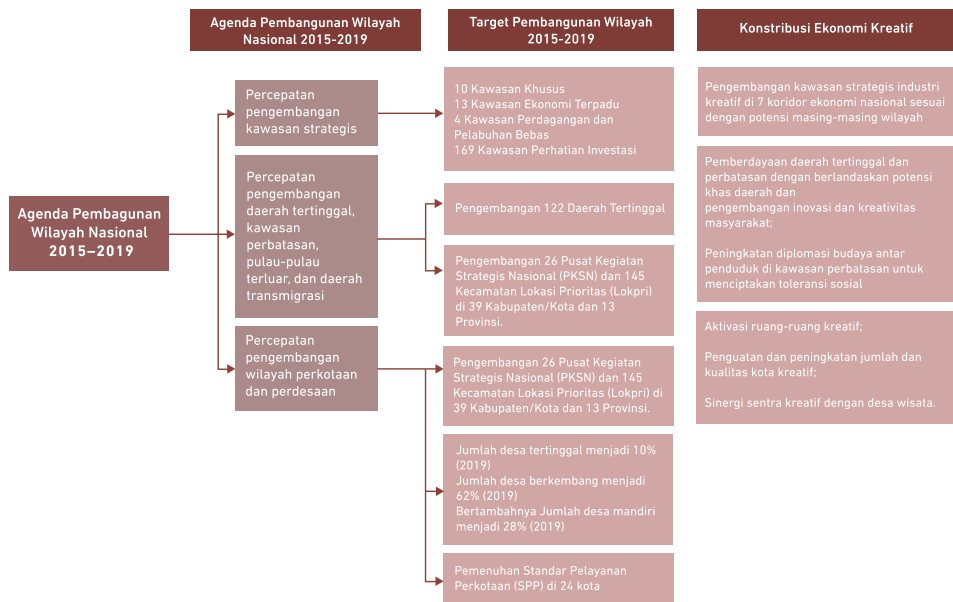 Agenda Pembangunan Wilayah
Nasional 2015-2019
Target Pembangunan Wilayah
2015-2019
Konstribusi Ekonomi Kreatif
Agenda Pembagunan
Wilayah Nasional
2015–2019
Percepatan
pengembangan
kawasan strategis
10 Kawasan Khusus
13 Kawasan Ekonomi Terpadu
4 Kawasan Perdagangan dan
Pelabuhan Bebas
169 Kawasan Perhatian Investasi
Pengembangan kawasan strategis industri
kreatif di 7 koridor ekonomi nasional sesuai
dengan potensi masing-masing wilayah
Percepatan
pengembangan
daerah tertinggal,
kawasan
perbatasan,
pulau-pulau
terluar, dan daerah
transmigrasi
Pengembangan 122 Daerah Tertinggal
Pengembangan 26 Pusat Kegiatan
Strategis Nasional (PKSN) dan 145
Kecamatan Lokasi Prioritas (Lokpri)
di 39 Kabupaten/Kota dan 13
Provinsi.
Pemberdayaan daerah tertinggal dan
perbatasan dengan berlandaskan potensi
khas daerah dan
pengembangan inovasi dan kreativitas
masyarakat;
Peningkatan diplomasi budaya antar
penduduk di kawasan perbatasan untuk
menciptakan toleransi sosial
Percepatan
pengembangan
wilayah perkotaan
dan perdesaan
Pengembangan 26 Pusat Kegiatan
Strategis Nasional (PKSN) dan 145
Kecamatan Lokasi Prioritas (Lokpri) di
39 Kabupaten/Kota dan 13 Provinsi.
Jumlah desa tertinggal menjadi 10%
(2019)
Jumlah desa berkembang menjadi
62% (2019)
Bertambahnya Jumlah desa mandiri
menjadi 28% (2019)
Pemenuhan Standar Pelayanan
Perkotaan (SPP) di 24 kota
Aktivasi ruang-ruang kreatif;
Penguatan dan peningkatan jumlah dan
kualitas kota kreatif;
Sinergi sentra kreatif dengan desa wisata.